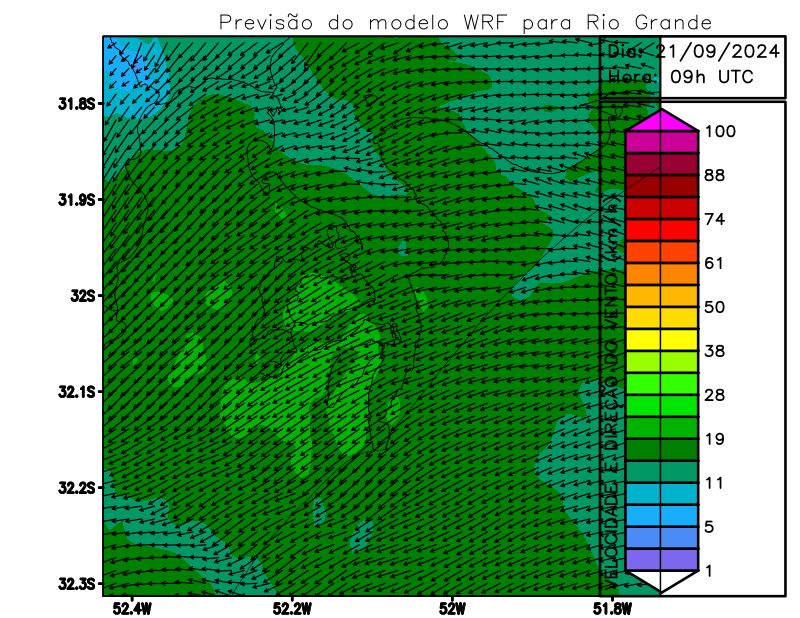 Previsão do modelo WRF para Rio Grande
Dia: 21/09/2024
Hora: 09h UTC
31.8S
31.9S
32S
32.1S
32.2S
32.3S
52.4W
52.2W
52W
51.8W
VELOCIDADE E DIREÇÃO DO VENTO (km/h)
100
88
74
61
50
38
28
19
11
5
1